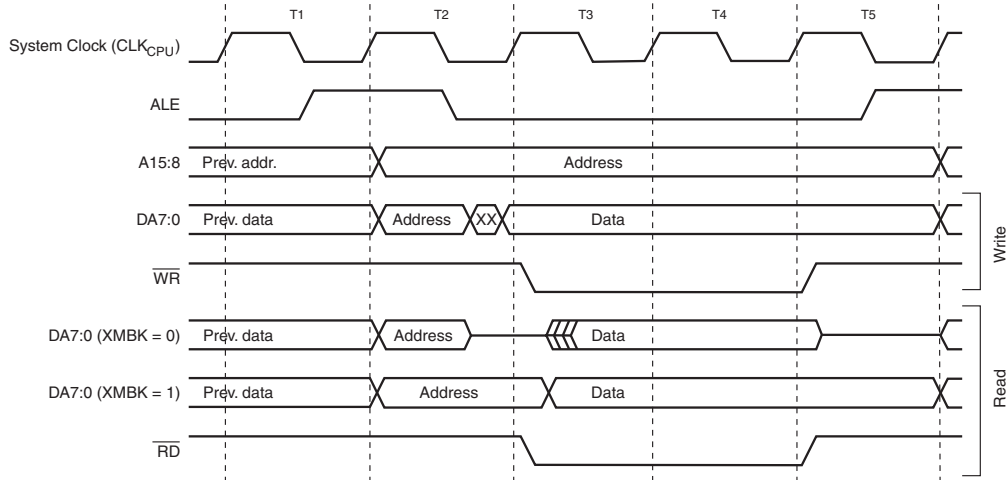 T1 T2 T3 T4 T5
System Clock (CLKCPU)
ALE
A15:8 Prev. addr. Address
DA7:0 Prev. data Address XX Data
WR
Write
DA7:0 (XMBK = 0) Prev. data Address Data
DA7:0 (XMBK = 1) Prev. data Address Data
RD
Read